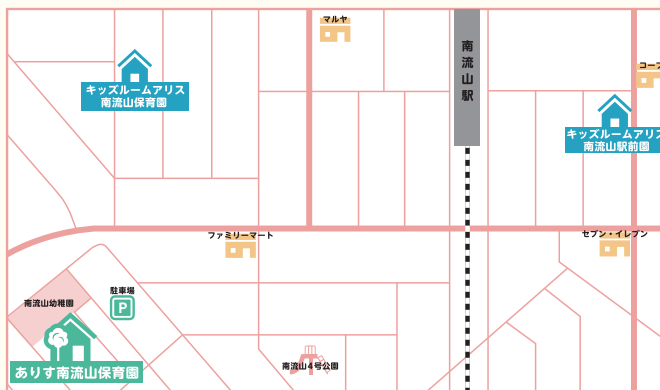 マルヤ
南流山駅
コープ
キッズルームアリス
南流山保育園
キッズルームアリス
南流山駅前園
ファミリーマート
セブン・イレブン
駐車場
P
南流山幼稚園
南流山4号公園
ありす南流山保育園